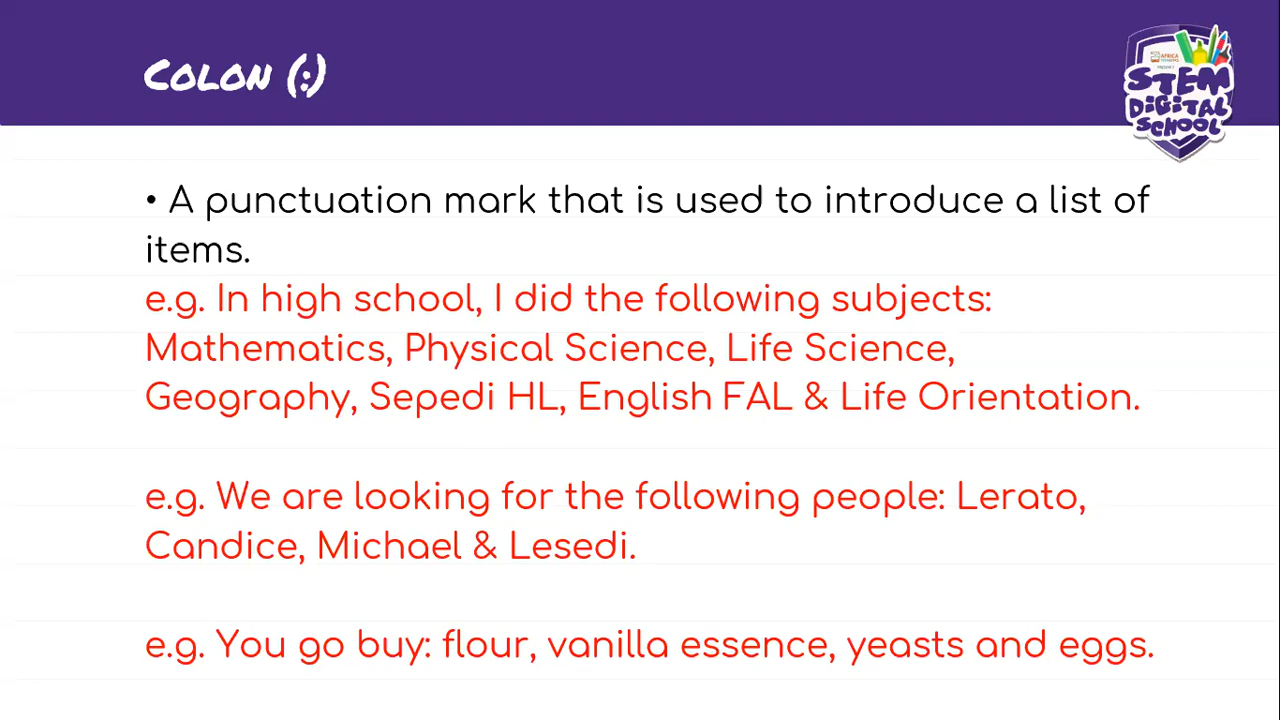 COLON (:)
AFRICA
STEM
DIGITAL
SCHOOL
• A punctuation mark that is used to introduce a list of
items.
e.g. In high school, I did the following subjects:
Mathematics, Physical Science, Life Science,
Geography, Sepedi HL, English FAL & Life Orientation.
e.g. We are looking for the following people: Lerato,
Candice, Michael & Lesedi.
e.g. You go buy: flour, vanilla essence, yeasts and eggs.